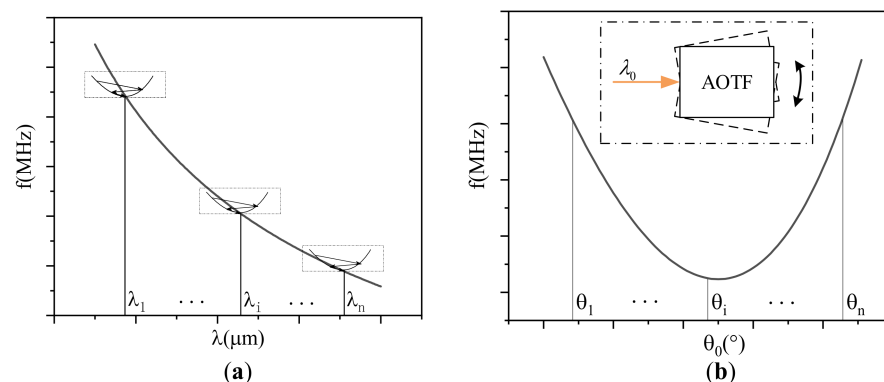 f(MHz)
λ₁ · · · λᵢ · · · λₙ
λ(μm)
(a)
λ₀
AOTF
f(MHz)
θ₁ · · · θᵢ · · · θₙ
θ₀(°)
(b)